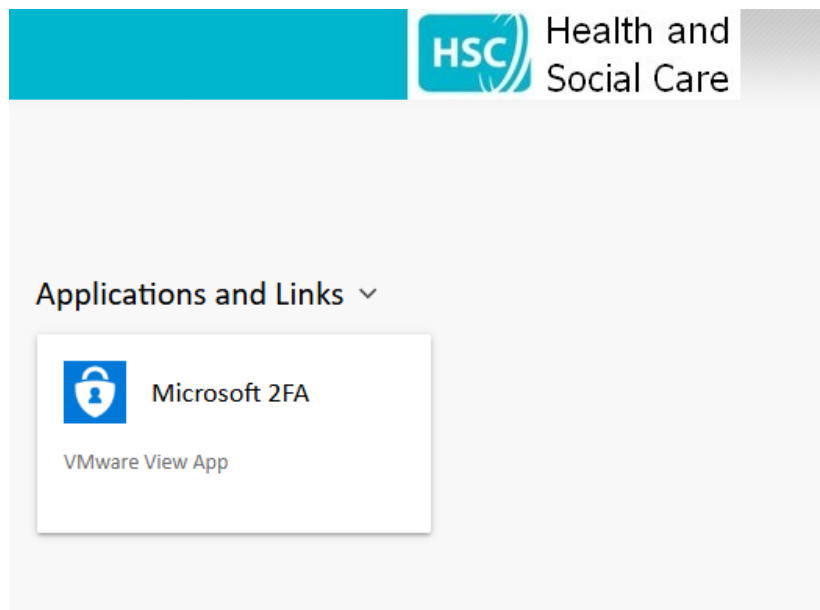 HSC
Health and
Social Care
Applications and Links
Microsoft 2FA
VMware View App